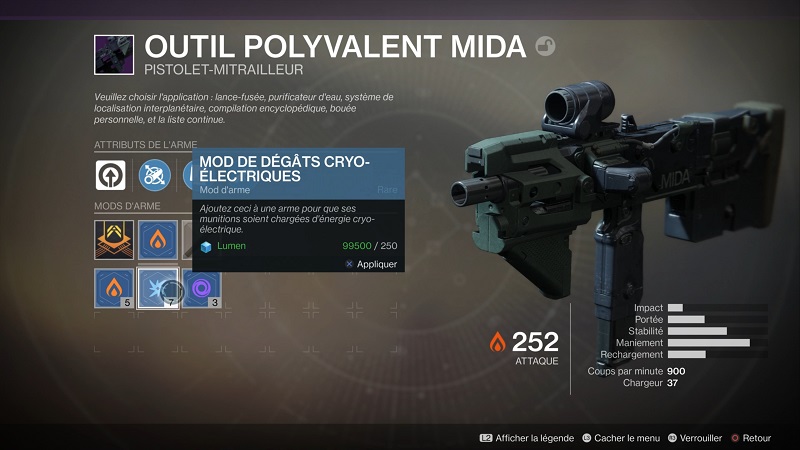 OUTIL POLYVALENT MIDA
PISTOLET-MITRAILLEUR
Veuillez choisir l'application : lance-fusée, purificateur d'eau, système de
localisation interplanétaire, compilation encyclopédique, bouée
personnelle, et la liste continue.
ATTRIBUTS DE L'ARME
MODS D'ARME
MOD DE DÉGÂTS CRYO-
ÉLECTRIQUES
Mod d'arme Rare
Ajoutez ceci à une arme pour que ses
munitions soient chargées d'énergie cryo-
électrique.
Lumen 99500 / 250
Appliquer
5 7 3
MIDA
252
ATTAQUE
Impact
Portée
Stabilité
Maniement
Rechargement
Coups par minute 900
Chargeur 37
L2 Afficher la légende L3 Cacher le menu R3 Verrouiller Retour